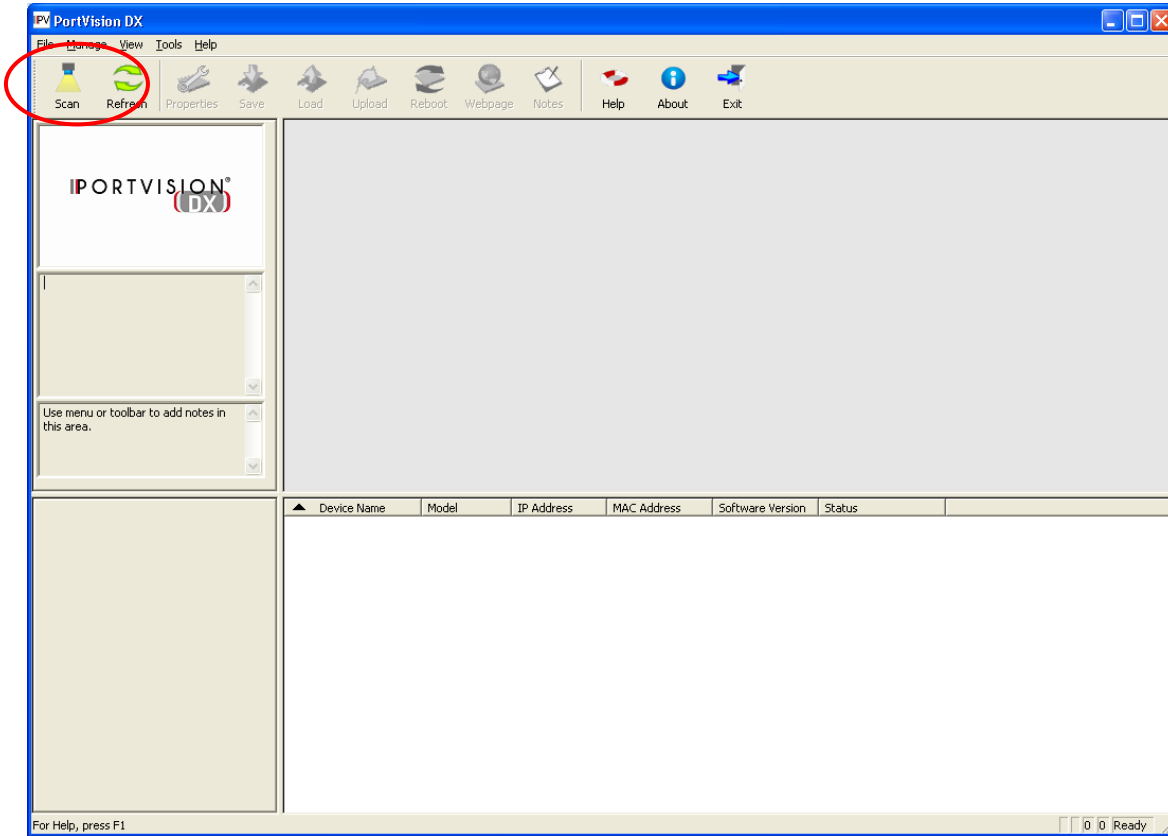 IPV PortVision DX
File Manage View Tools Help
Scan Refresh Properties Save Load Upload Reboot Webpage Notes Help About Exit
PORTVISION®
(DX)
Use menu or toolbar to add notes in
this area.
Device Name Model IP Address MAC Address Software Version Status
For Help, press F1
0 0 Ready